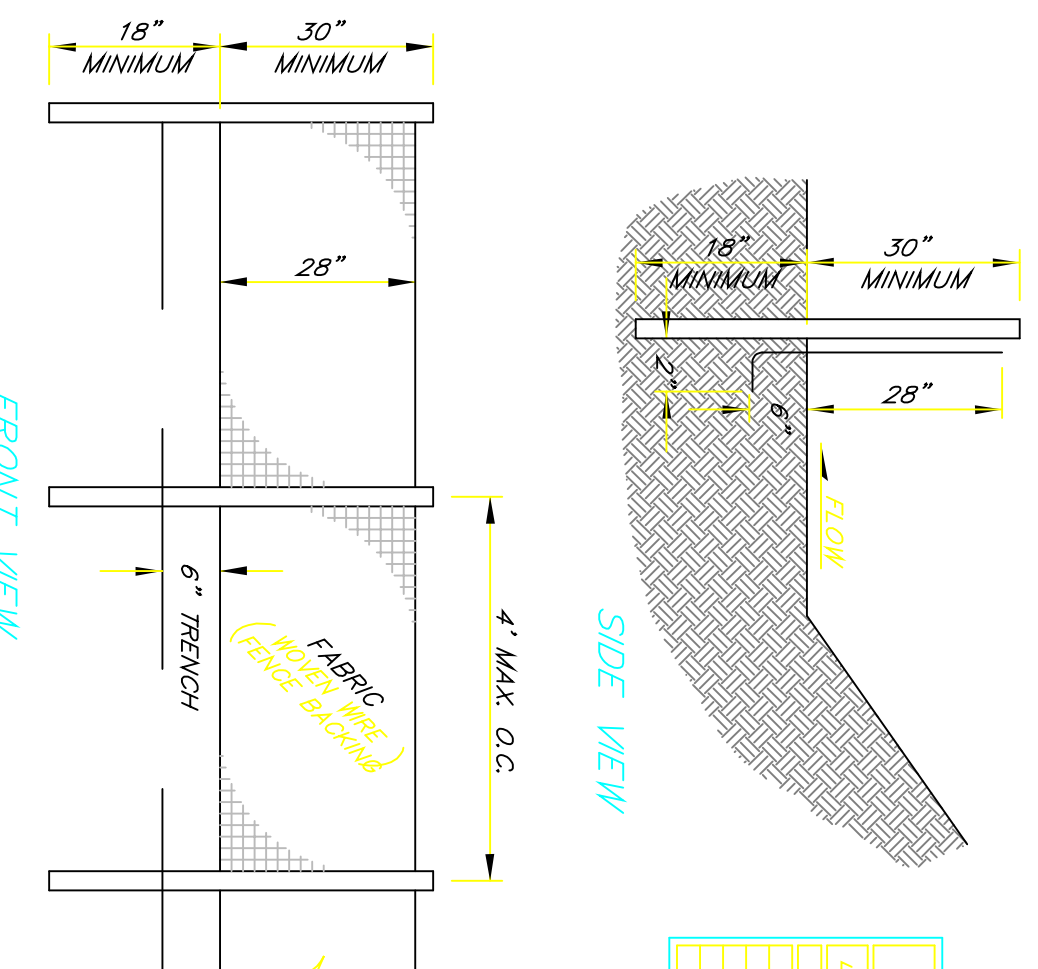 18”
MINIMUM
30”
MINIMUM
28”
6” TRENCH
FABRIC
(WOVEN WIRE
FENCE BACKING)
4' MAX. O.C.
FRONT VIEW
18”
MINIMUM
30”
MINIMUM
2”
6”
28”
FLOW
SIDE VIEW